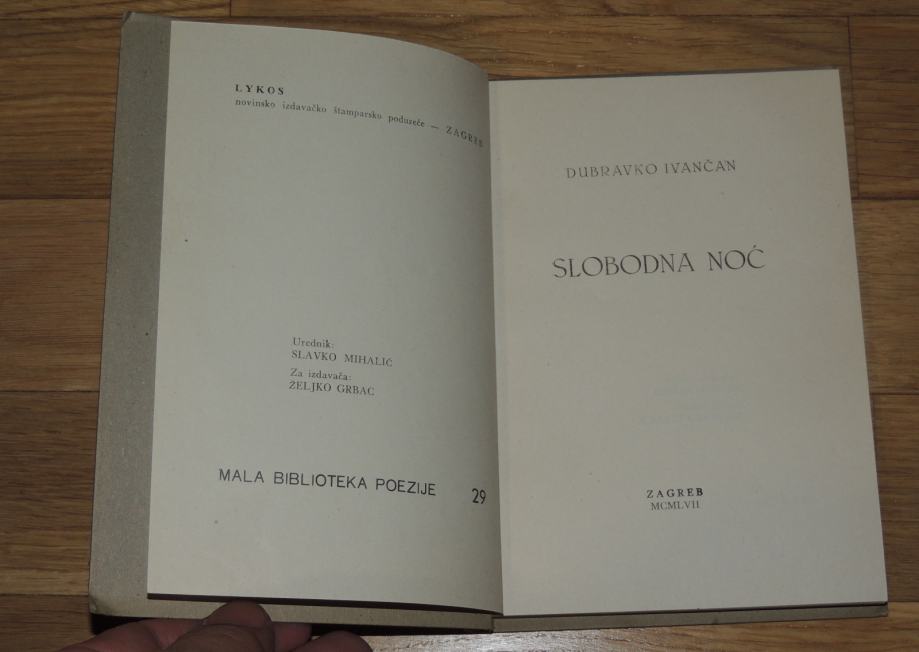 LYKOS
novinsko izdavačko štamparsko poduzeče — ZAGREB
Urednik:
SLAVKO MIHALIĆ
Za izdavača:
ŽELJKO GRBAC
MALA BIBLIOTEKA POEZIJE 29
DUBRAVKO IVANČAN
SLOBODNA NOĆ
ZAGREB
MCMLVII